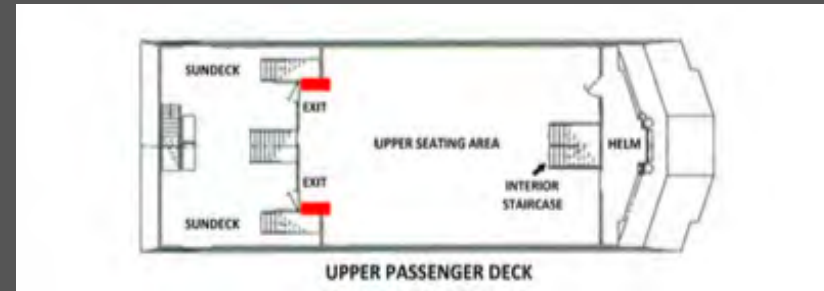 SUNDECK
EXIT
UPPER SEATING AREA
HELM
EXIT
INTERIOR
STAIRCASE
SUNDECK
UPPER PASSENGER DECK